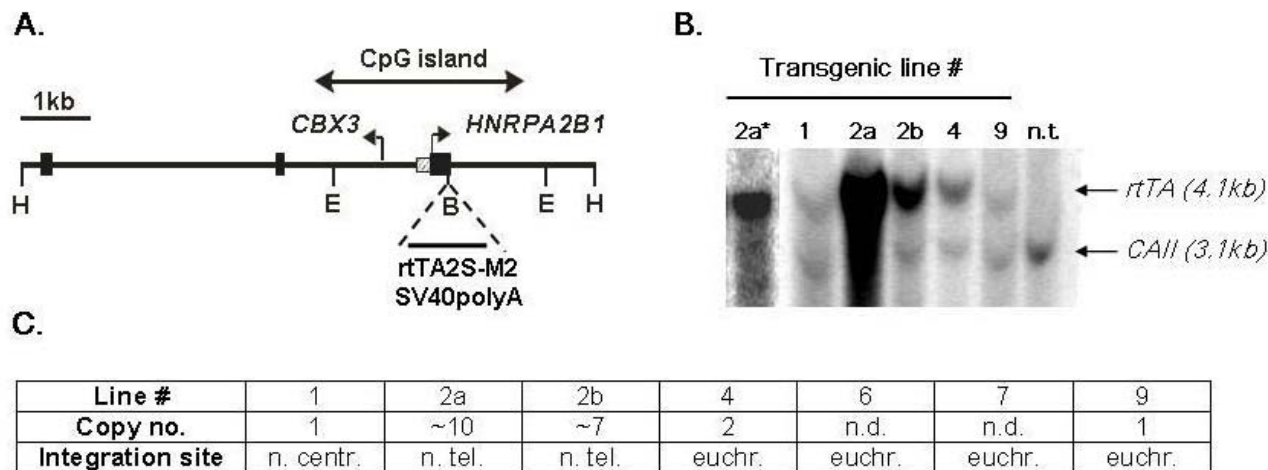 A.
CpG island
1kb
CBX3
HNRPA2B1
H E B E H
rtTA2S-M2
SV40polyA
B.
Transgenic line #
2a* 1 2a 2b 4 9 n.t.
rtTA (4.1kb)
CAII (3.1kb)
C.
Line # 1 2a 2b 4 6 7 9
Copy no. 1 ~10 ~7 2 n.d. n.d. 1
Integration site n. centr. n. tel. n. tel. euchr. euchr. euchr. euchr.